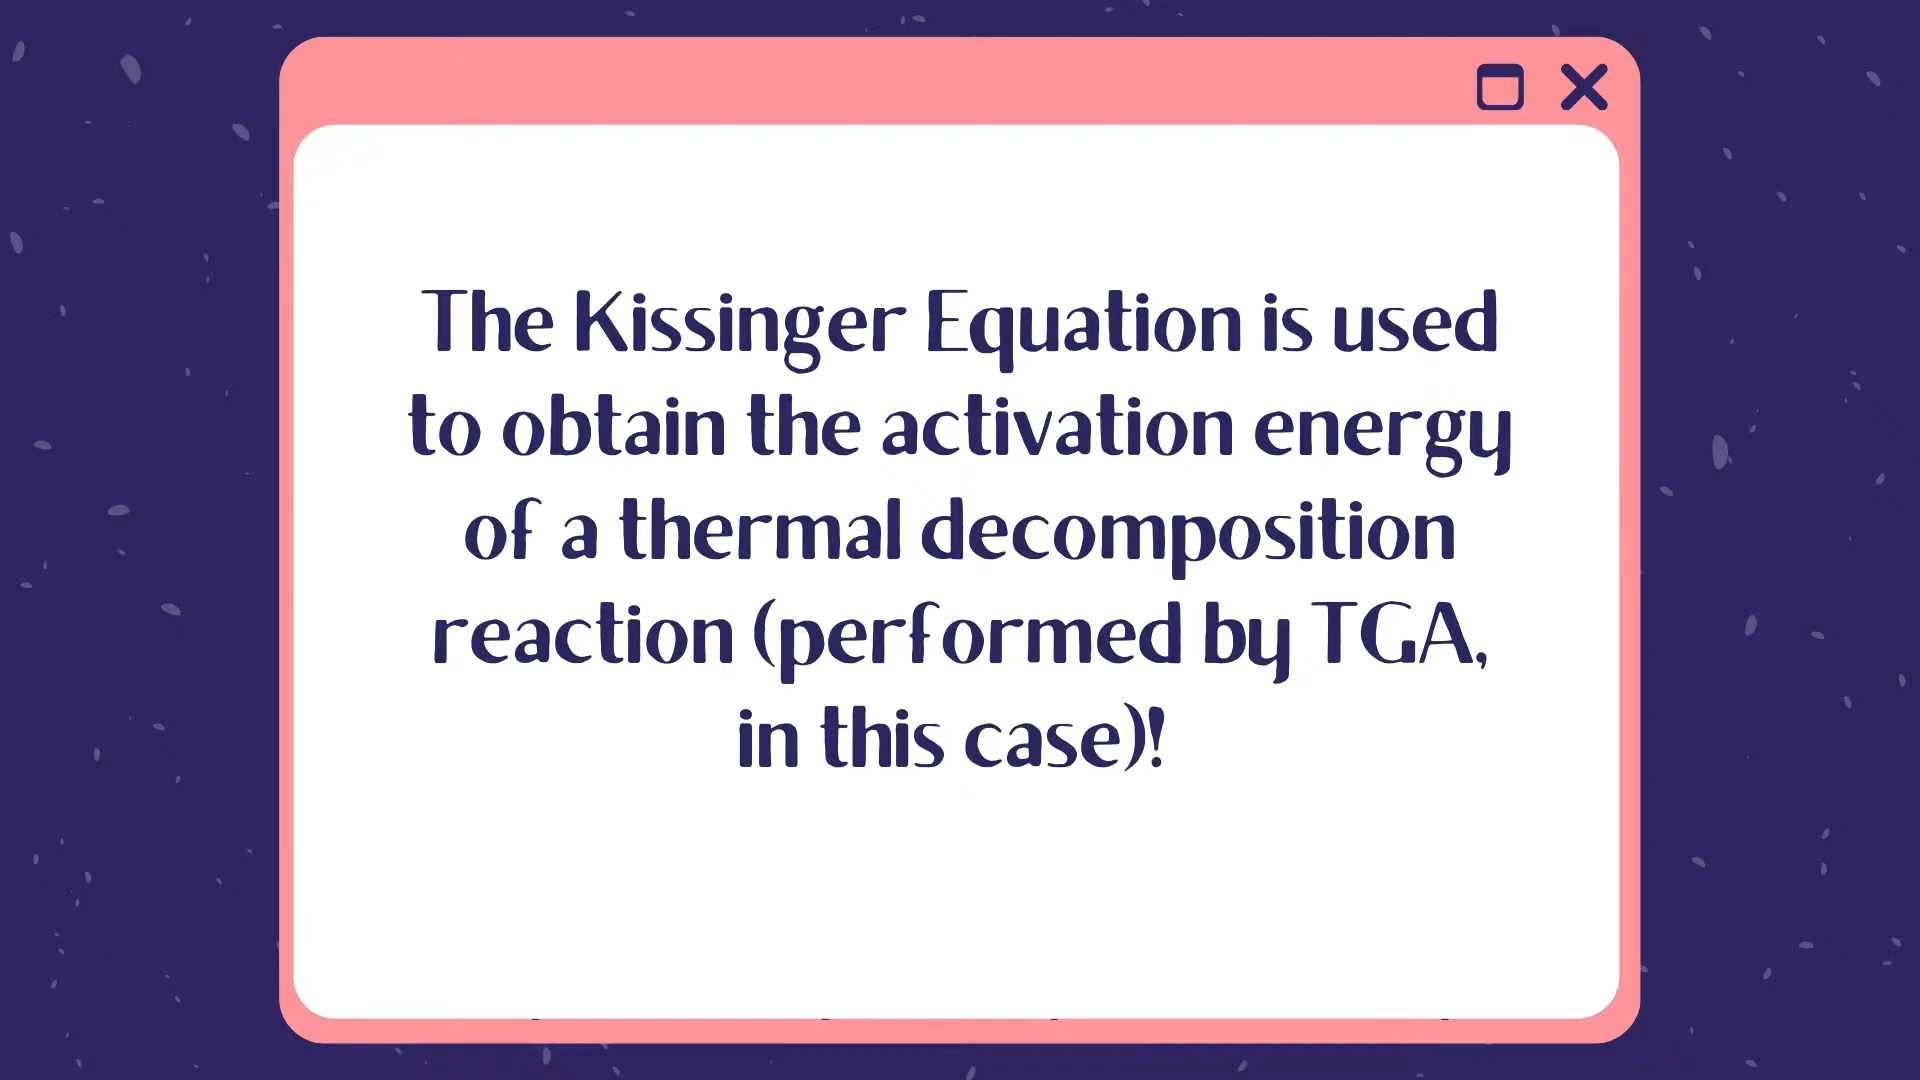 The Kissinger Equation is used
to obtain the activation energy
of a thermal decomposition
reaction (performed by TGA,
in this case)!